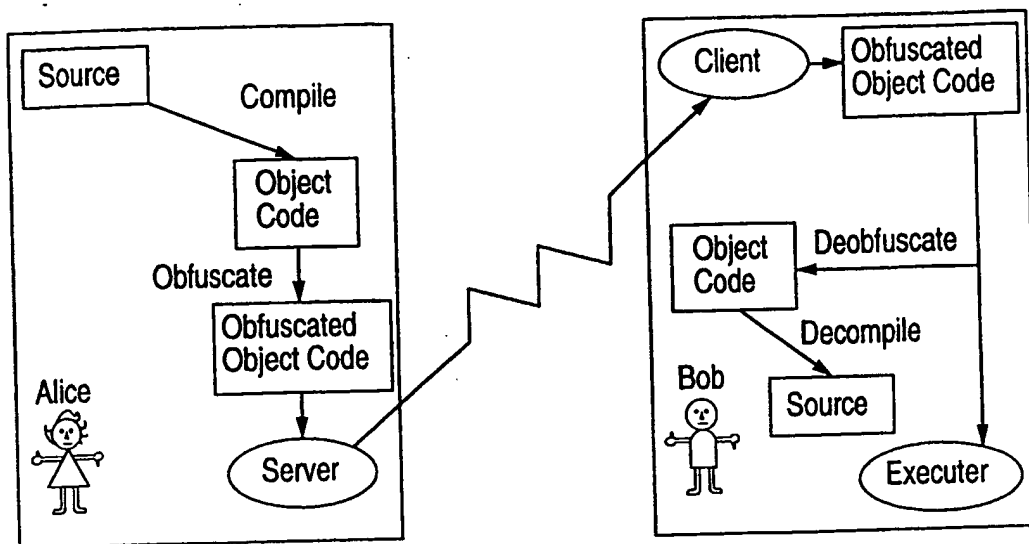 Source
Compile
Object
Code
Obfuscate
Obfuscated
Object Code
Alice
Server
Client
Obfuscated
Object Code
Object
Code
Deobfuscate
Decompile
Bob
Source
Executer